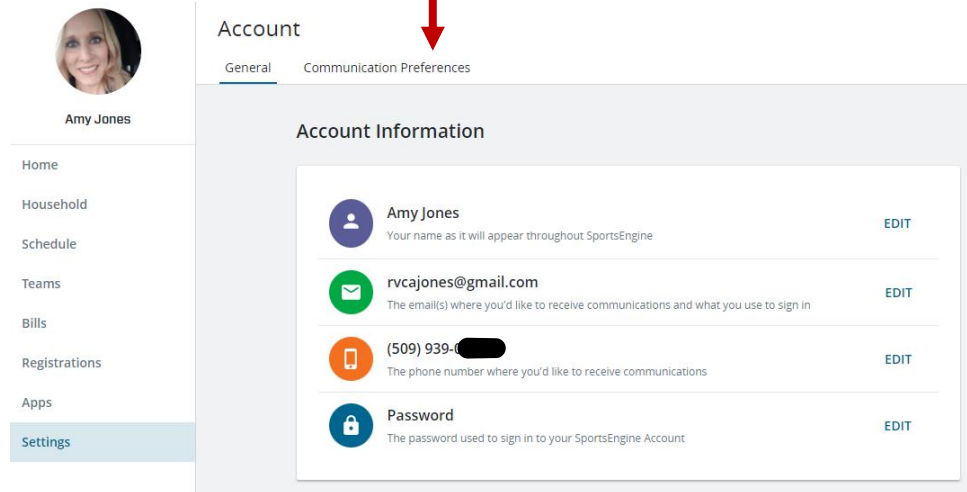 Account
General Communication Preferences
Amy Jones
Home
Household
Schedule
Teams
Bills
Registrations
Apps
Settings
Account Information
Amy Jones
Your name as it will appear throughout SportsEngine
EDIT
rvcajones@gmail.com
The email(s) where you'd like to receive communications and what you use to sign in
EDIT
(509) 939-
The phone number where you'd like to receive communications
EDIT
Password
The password used to sign in to your SportsEngine Account
EDIT